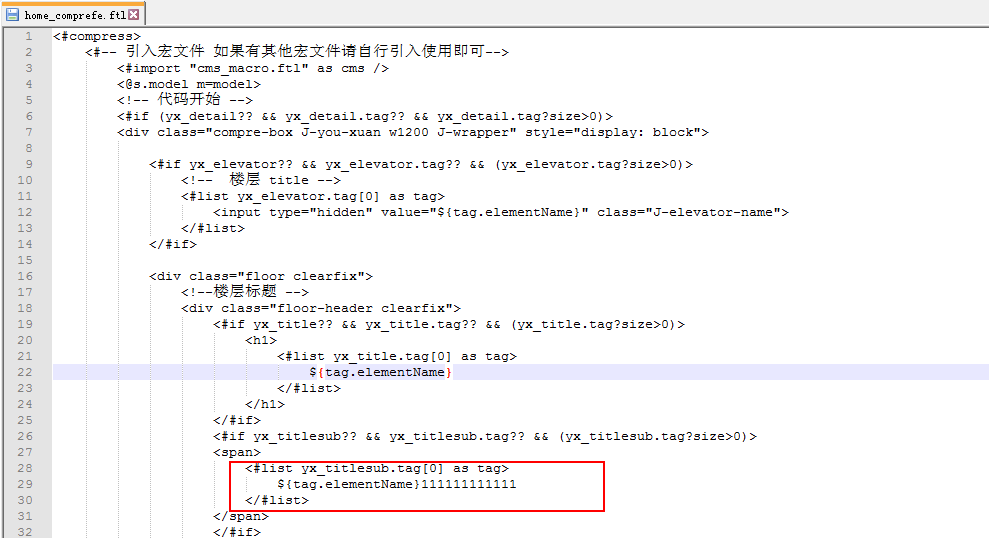 home_comprefe.ftl
1 <#compress>
2 <#-- 引入宏文件 如果有其他宏文件请自行引入使用即可-->
3 <#import "cms_macro.ftl" as cms />
4 <@s.model m=model>
5 <!-- 代码开始 -->
6 <#if (yx_detail?? && yx_detail.tag?? && yx_detail.tag?size>0)>
7 <div class="compre-box J-you-xuan w1200 J-wrapper" style="display: block">
8
9 <#if yx_elevator?? && yx_elevator.tag?? && (yx_elevator.tag?size>0)>
10 <!-- 楼层 title -->
11 <#list yx_elevator.tag[0] as tag>
12 <input type="hidden" value="${tag.elementName}" class="J-elevator-name">
13 </#list>
14 </#if>
15
16 <div class="floor clearfix">
17 <!--楼层标题 -->
18 <div class="floor-header clearfix">
19 <#if yx_title?? && yx_title.tag?? && (yx_title.tag?size>0)>
20 <h1>
21 <#list yx_title.tag[0] as tag>
22 ${tag.elementName}
23 </#list>
24 </h1>
25 </#if>
26 <#if yx_titlesub?? && yx_titlesub.tag?? && (yx_titlesub.tag?size>0)>
27 <span>
28 <#list yx_titlesub.tag[0] as tag>
29 ${tag.elementName}111111111111
30 </#list>
31 </span>
32 </#if>